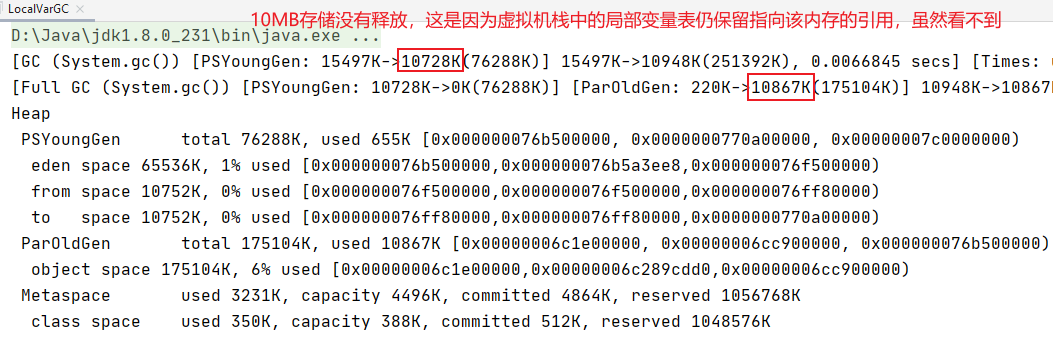 LocalVarGC
10MB存储没有释放，这是因为虚拟机栈中的局部变量表仍保留指向该内存的引用，虽然看不到
D:\Java\jdk1.8.0_231\bin\java.exe ...
[GC (System.gc()) [PSYoungGen: 15497K->10728K(76288K)] 15497K->10948K(251392K), 0.0066845 secs] [Times:
[Full GC (System.gc()) [PSYoungGen: 10728K->0K(76288K)] [ParOldGen: 220K->10867K(175104K)] 10948K->10867
Heap
PSYoungGen total 76288K, used 655K [0x000000076b500000, 0x0000000770a00000, 0x00000007c0000000)
eden space 65536K, 1% used [0x000000076b500000,0x000000076b5a3ee8,0x000000076f500000)
from space 10752K, 0% used [0x000000076f500000,0x000000076f500000,0x000000076ff80000)
to space 10752K, 0% used [0x000000076ff80000,0x000000076ff80000,0x0000000770a00000)
ParOldGen total 175104K, used 10867K [0x00000006c1e00000, 0x00000006cc900000, 0x000000076b500000)
object space 175104K, 6% used [0x00000006c1e00000,0x00000006c289cdd0,0x00000006cc900000)
Metaspace used 3231K, capacity 4496K, committed 4864K, reserved 1056768K
class space used 350K, capacity 388K, committed 512K, reserved 1048576K